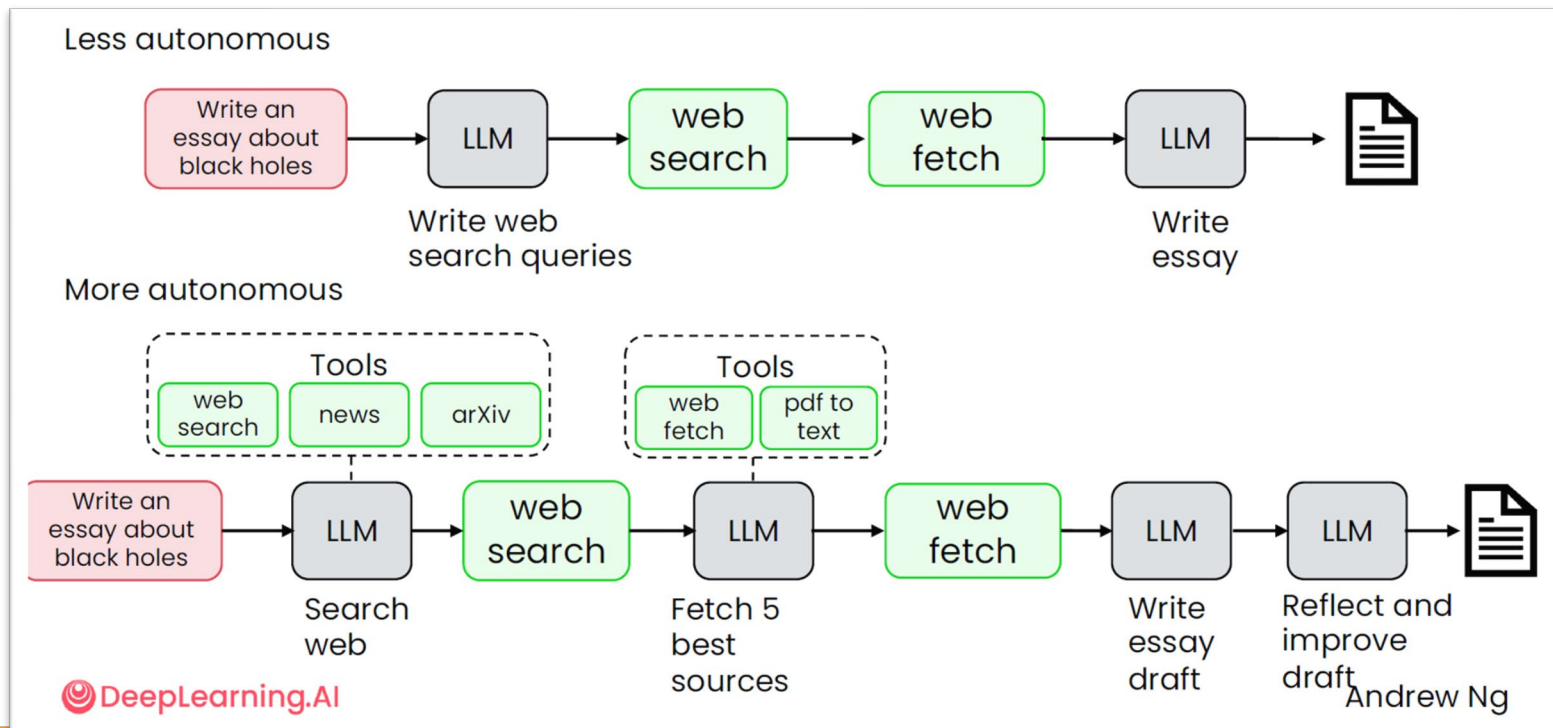 Less autonomous
Write an
essay about
black holes
LLM
web
search
web
fetch
LLM
Write web
search queries
Write
essay
More autonomous
Tools
web
search
news
arXiv
Tools
web
fetch
pdf to
text
Write an
essay about
black holes
LLM
web
search
LLM
web
fetch
LLM
LLM
Search
web
Fetch 5
best
sources
Write
essay
draft
Reflect and
improve
draft
DeepLearning.AI
Andrew Ng